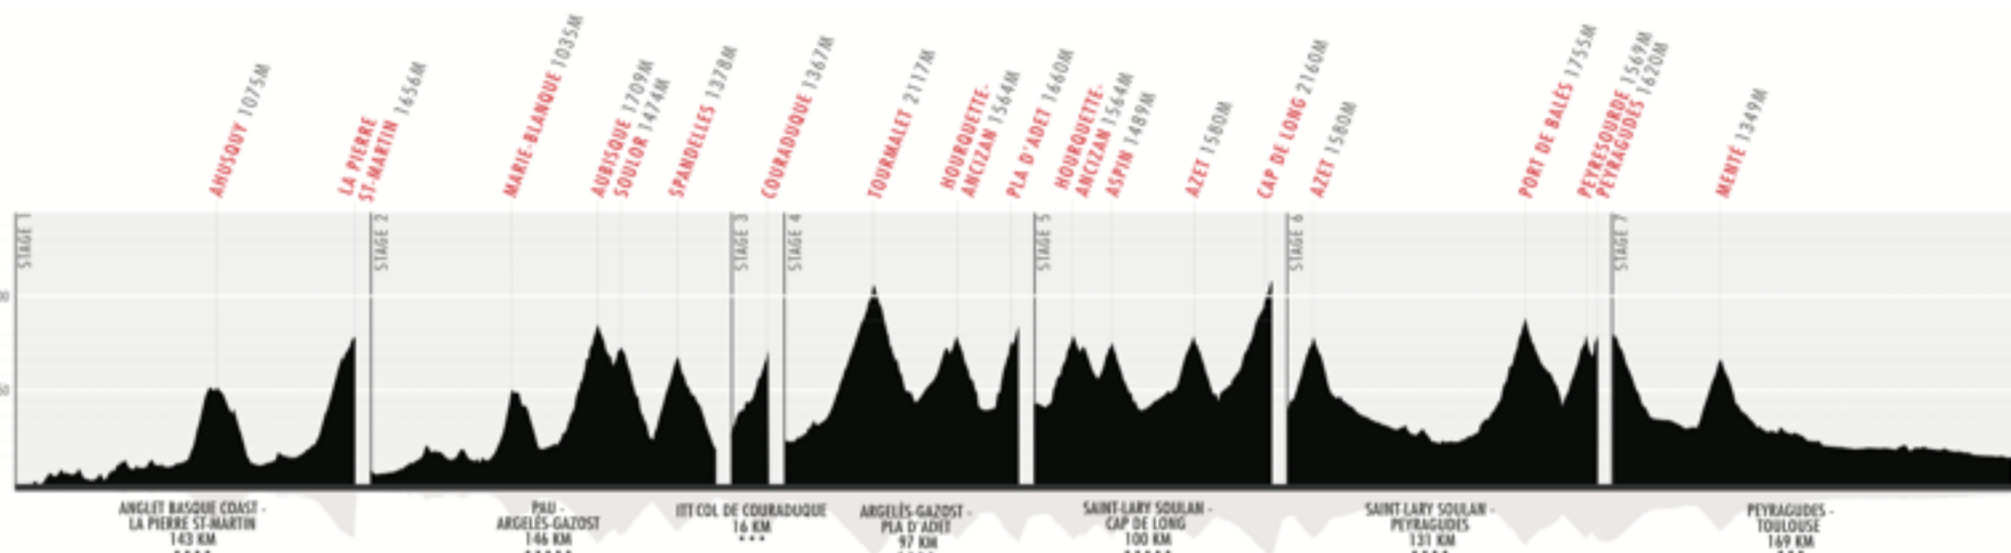 AHUSQUY 1075M
LA PIERRE
ST-MARTIN 1656M
MARIE-BLANQUE 1035M
AUBISQUE 1709M
SOULOR 1474M
SPANDELLES 1378M
COURADUQUE 1367M
TOURMALET 2117M
HOURQUETTE-
ANCIZAN 1564M
PLA D'ADET 1660M
HOURQUETTE-
ANCIZAN 1564M
ASPIN 1489M
AZET 1580M
CAP DE LONG 2160M
AZET 1580M
PORT DE BALÈS 1755M
PEYRESOURDE 1569M
PEYRAGUDES 1620M
MENTÉ 1349M
STAGE 1
STAGE 2
STAGE 3
STAGE 4
STAGE 5
STAGE 6
STAGE 7
ANGLET BASQUE COAST -
LA PIERRE ST-MARTIN
143 KM
PAU -
ARGELÈS-GAZOST
146 KM
ITT COL DE COURADUQUE
16 KM
ARGELÈS-GAZOST -
PLA D'ADET
97 KM
SAINT-LARY SOULAN -
CAP DE LONG
100 KM
SAINT-LARY SOULAN -
PEYRAGUDES
131 KM
PEYRAGUDES -
TOULOUSE
169 KM